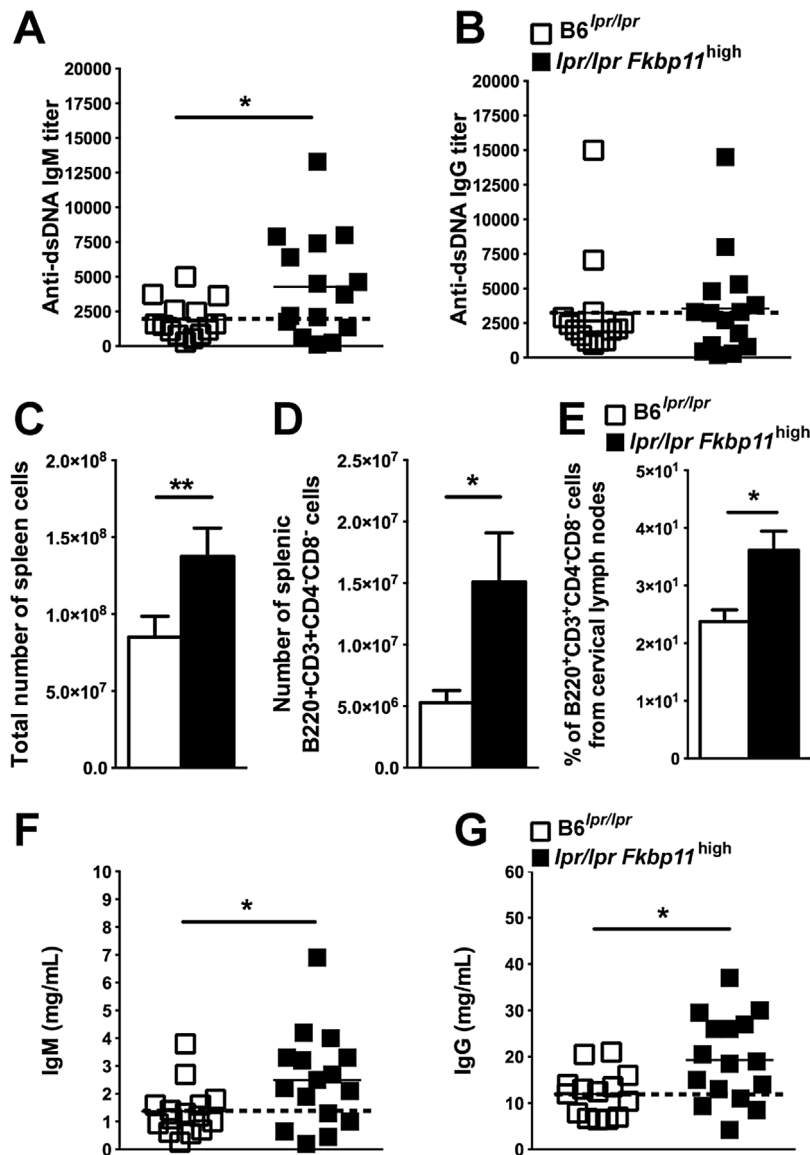 A
B
B6lpr/lpr
lpr/lpr Fkbp11high
Anti-dsDNA IgM titer
20000
17500
15000
12500
10000
7500
5000
2500
0
*
Anti-dsDNA IgG titer
20000
17500
15000
12500
10000
7500
5000
2500
0
C
D
E
B6lpr/lpr
lpr/lpr Fkbp11high
Total number of spleen cells
2.0×10⁸
1.5×10⁸
1.0×10⁸
5.0×10⁷
0.0
**
Number of splenic
B220+CD3+CD4-CD8- cells
2.5×10⁷
2.0×10⁷
1.5×10⁷
1.0×10⁷
5.0×10⁶
0.0
*
% of B220⁺CD3⁺CD4⁻CD8⁻ cells
from cervical lymph nodes
5×10¹
4×10¹
3×10¹
2×10¹
1×10¹
0
*
F
G
B6lpr/lpr
lpr/lpr Fkbp11high
IgM (mg/mL)
10
9
8
7
6
5
4
3
2
1
0
*
IgG (mg/mL)
60
50
40
30
20
10
0
*